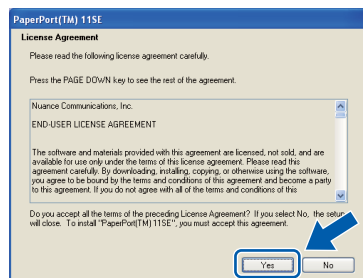 PaperPort(TM) 11SE
License Agreement
Please read the following license agreement carefully.
Press the PAGE DOWN key to see the rest of the agreement.
Nuance Communications, Inc.
END-USER LICENSE AGREEMENT
The software and materials provided with this agreement are licensed, not sold, and are
available for use only under the terms of this license agreement. Please read this
agreement carefully. By downloading, installing, copying, or otherwise using the software,
you agree to be bound by the terms and conditions of this agreement and become a party
to this agreement. If you do not agree with all of the terms and conditions of this
Do you accept all the terms of the preceding License Agreement? If you select No, the setup
will close. To install "PaperPort(TM) 11SE", you must accept this agreement.
Yes No